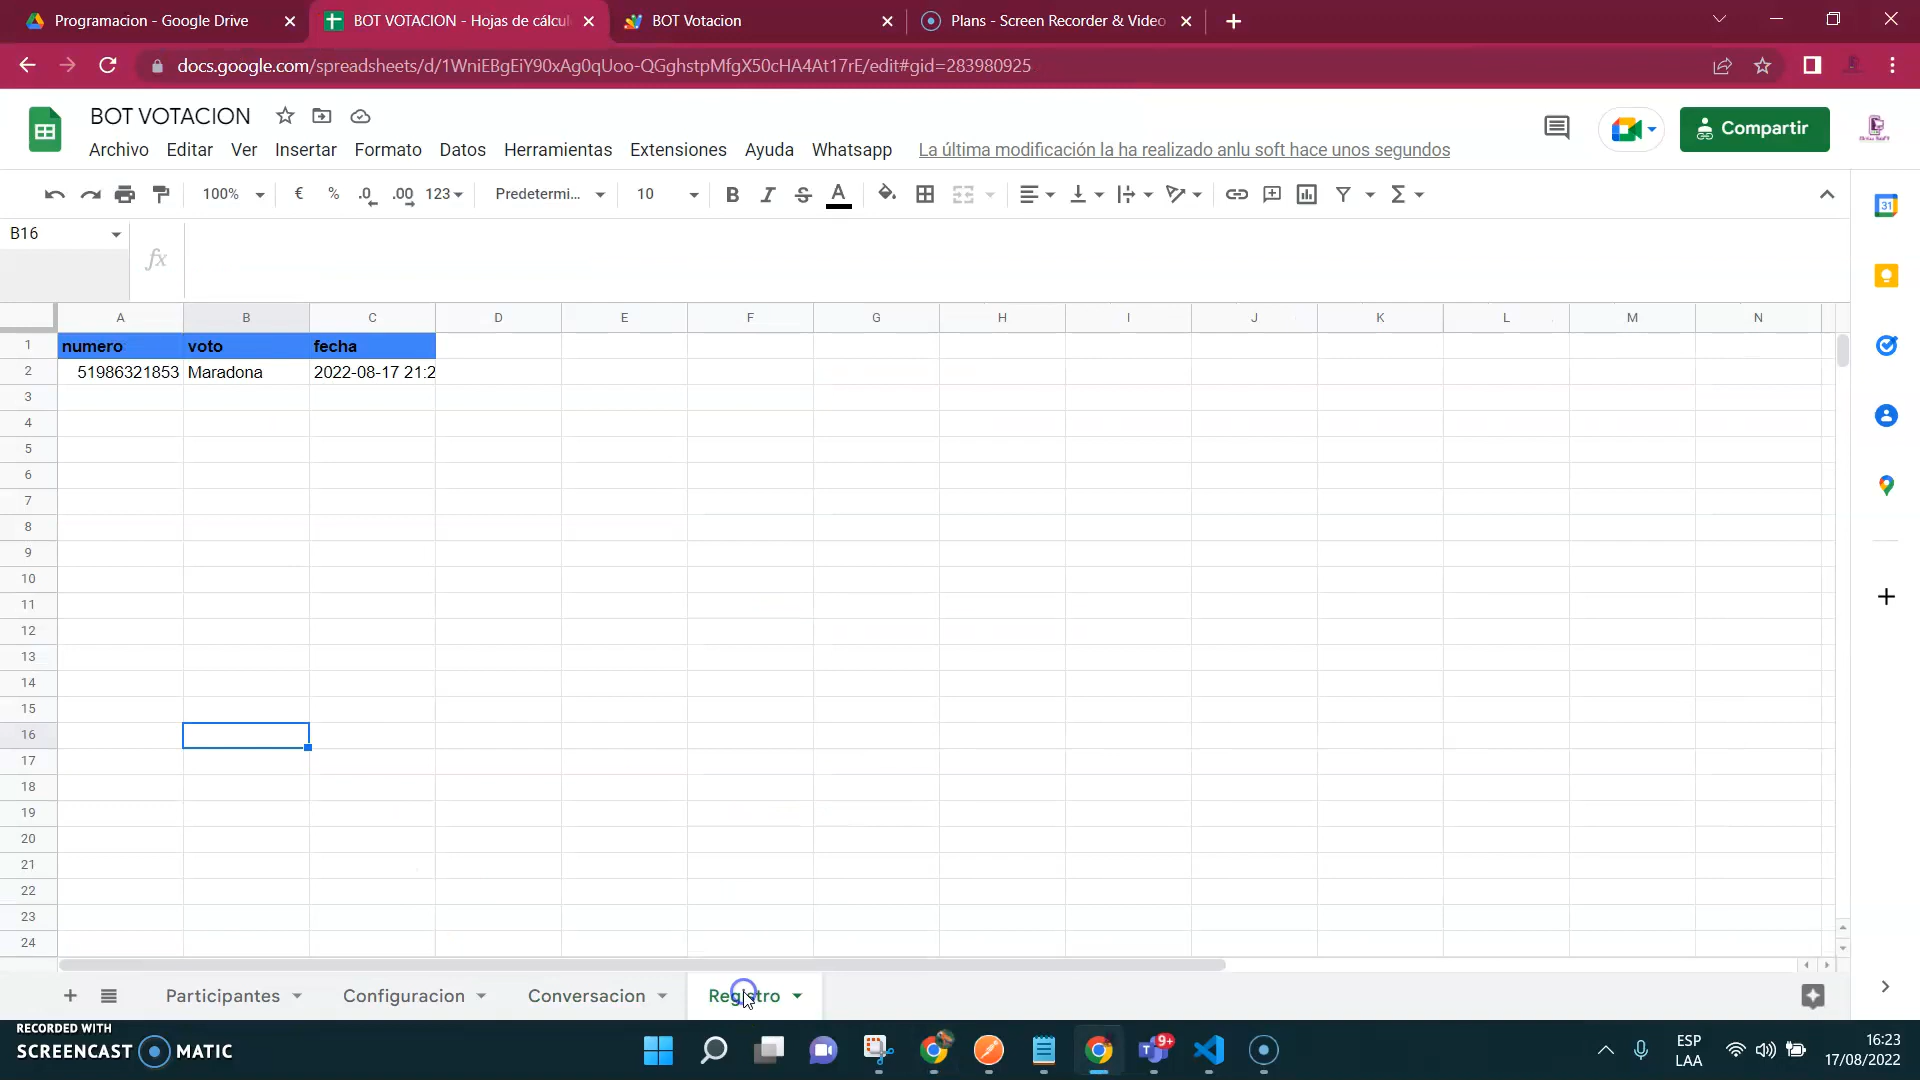 Programacion - Google Drive
BOT VOTACION - Hojas de cálcul
BOT Votacion
Plans - Screen Recorder & Video
docs.google.com/spreadsheets/d/1WniEBgEiY90xAg0qUoo-QGghstpMfgX50cHA4At17rE/edit#gid=283980925
BOT VOTACION
Archivo Editar Ver Insertar Formato Datos Herramientas Extensiones Ayuda Whatsapp La última modificación la ha realizado anlu soft hace unos segundos
Compartir
100% € % .0 .00 123 Predetermi... 10 B I S A
B16
fx
A B C D E F G H I J K L M N
1 numero voto fecha
2 51986321853 Maradona 2022-08-17 21:2
3
4
5
6
7
8
9
10
11
12
13
14
15
16
17
18
19
20
21
22
23
24
Participantes Configuracion Conversacion Registro
RECORDED WITH
SCREENCAST MATIC
9+
ESP
LAA
16:23
17/08/2022
31